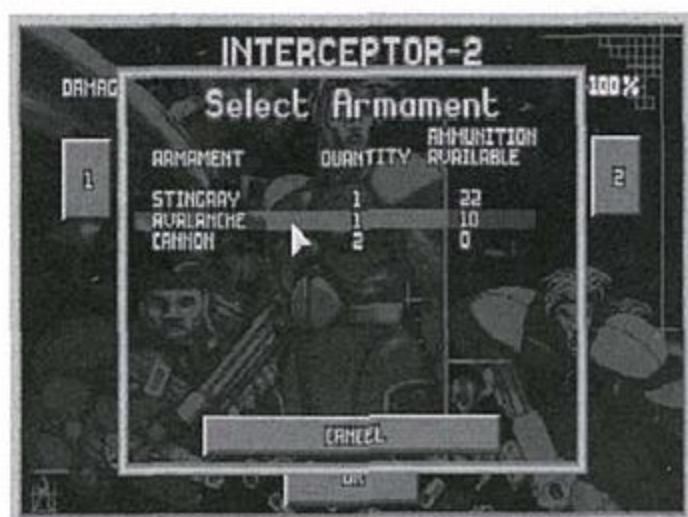 INTERCEPTOR-2
DAMAG
100%
Select Armament
ARMAMENT QUANTITY AMMUNITION AVAILABLE
1
2
STINGRAY 1 22
AVALANCHE 1 10
CANNON 2 0
CANCEL
OK